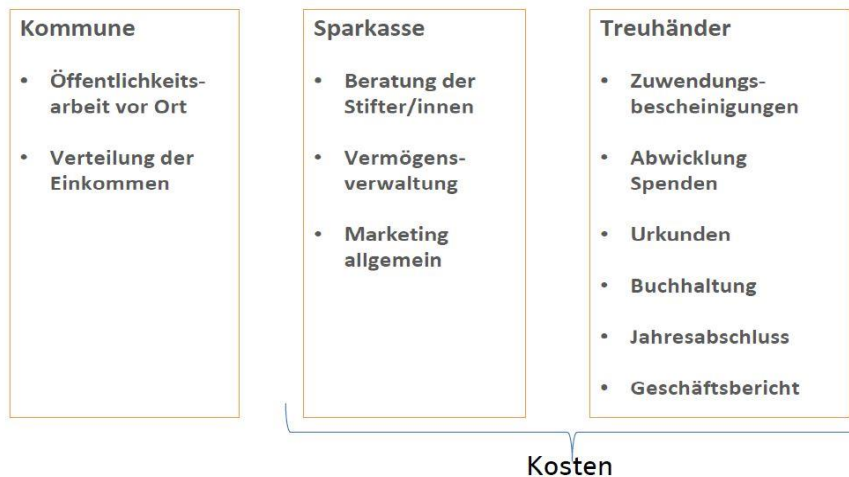 Kommune
• Öffentlichkeits-
arbeit vor Ort
• Verteilung der
Einkommen
Sparkasse
• Beratung der
Stifter/innen
• Vermögens-
verwaltung
• Marketing
allgemein
Treuhänder
• Zuwendungs-
bescheinigungen
• Abwicklung
Spenden
• Urkunden
• Buchhaltung
• Jahresabschluss
• Geschäftsbericht
Kosten